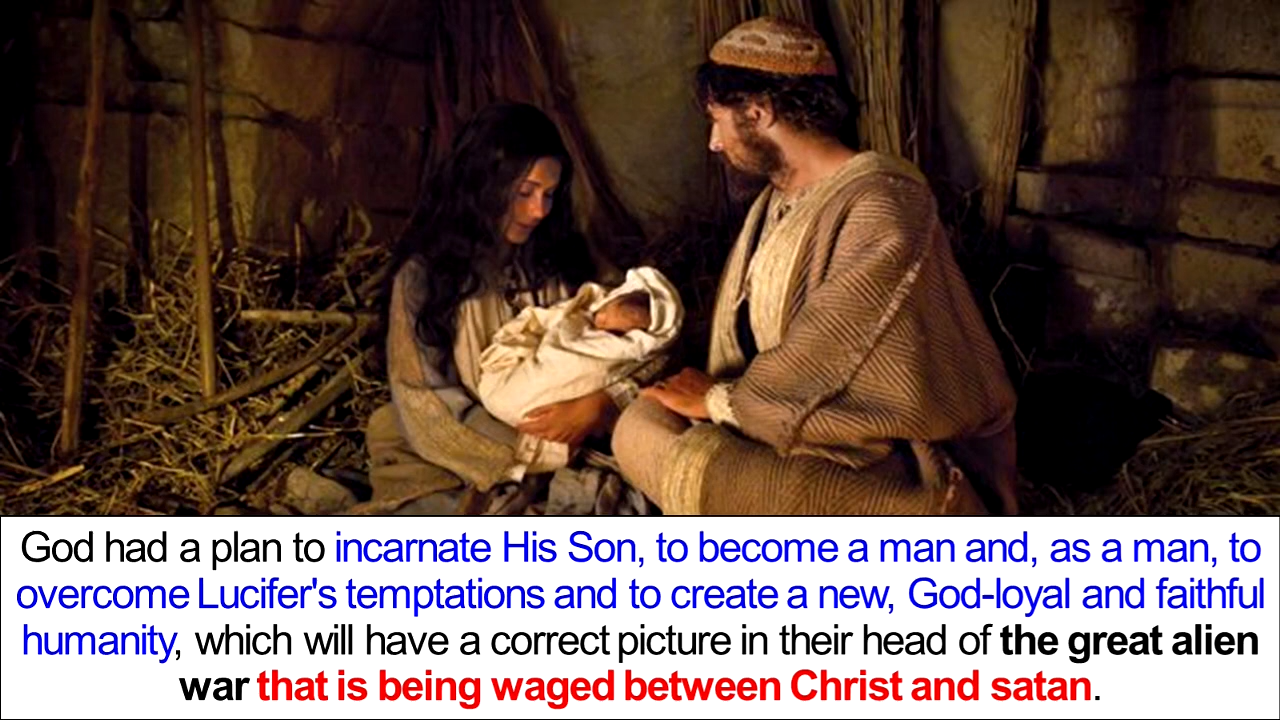 God had a plan to incarnate His Son, to become a man and, as a man, to
overcome Lucifer's temptations and to create a new, God-loyal and faithful
humanity, which will have a correct picture in their head of the great alien
war that is being waged between Christ and satan.